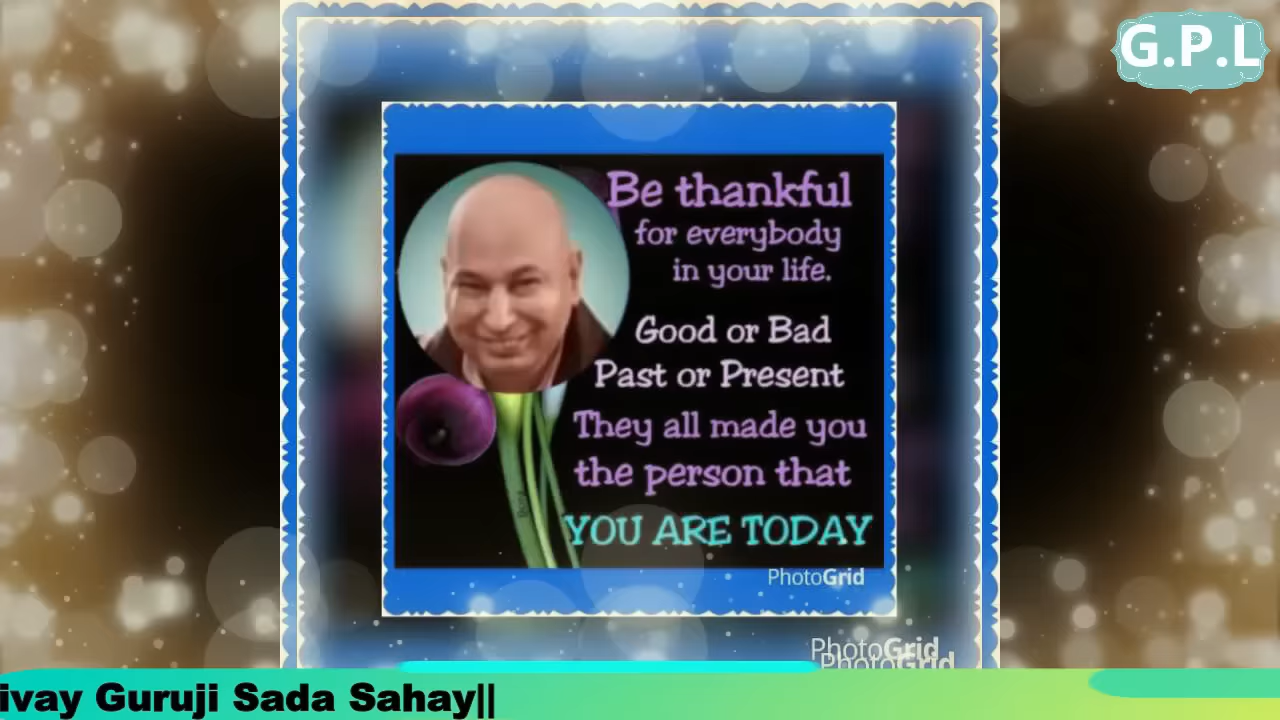 G.P.L
Be thankful
for everybody
in your life.
Good or Bad
Past or Present
They all made you
the person that
YOU ARE TODAY
PhotoGrid
PhotoGrid
PhotoGrid
ivay Guruji Sada Sahay||